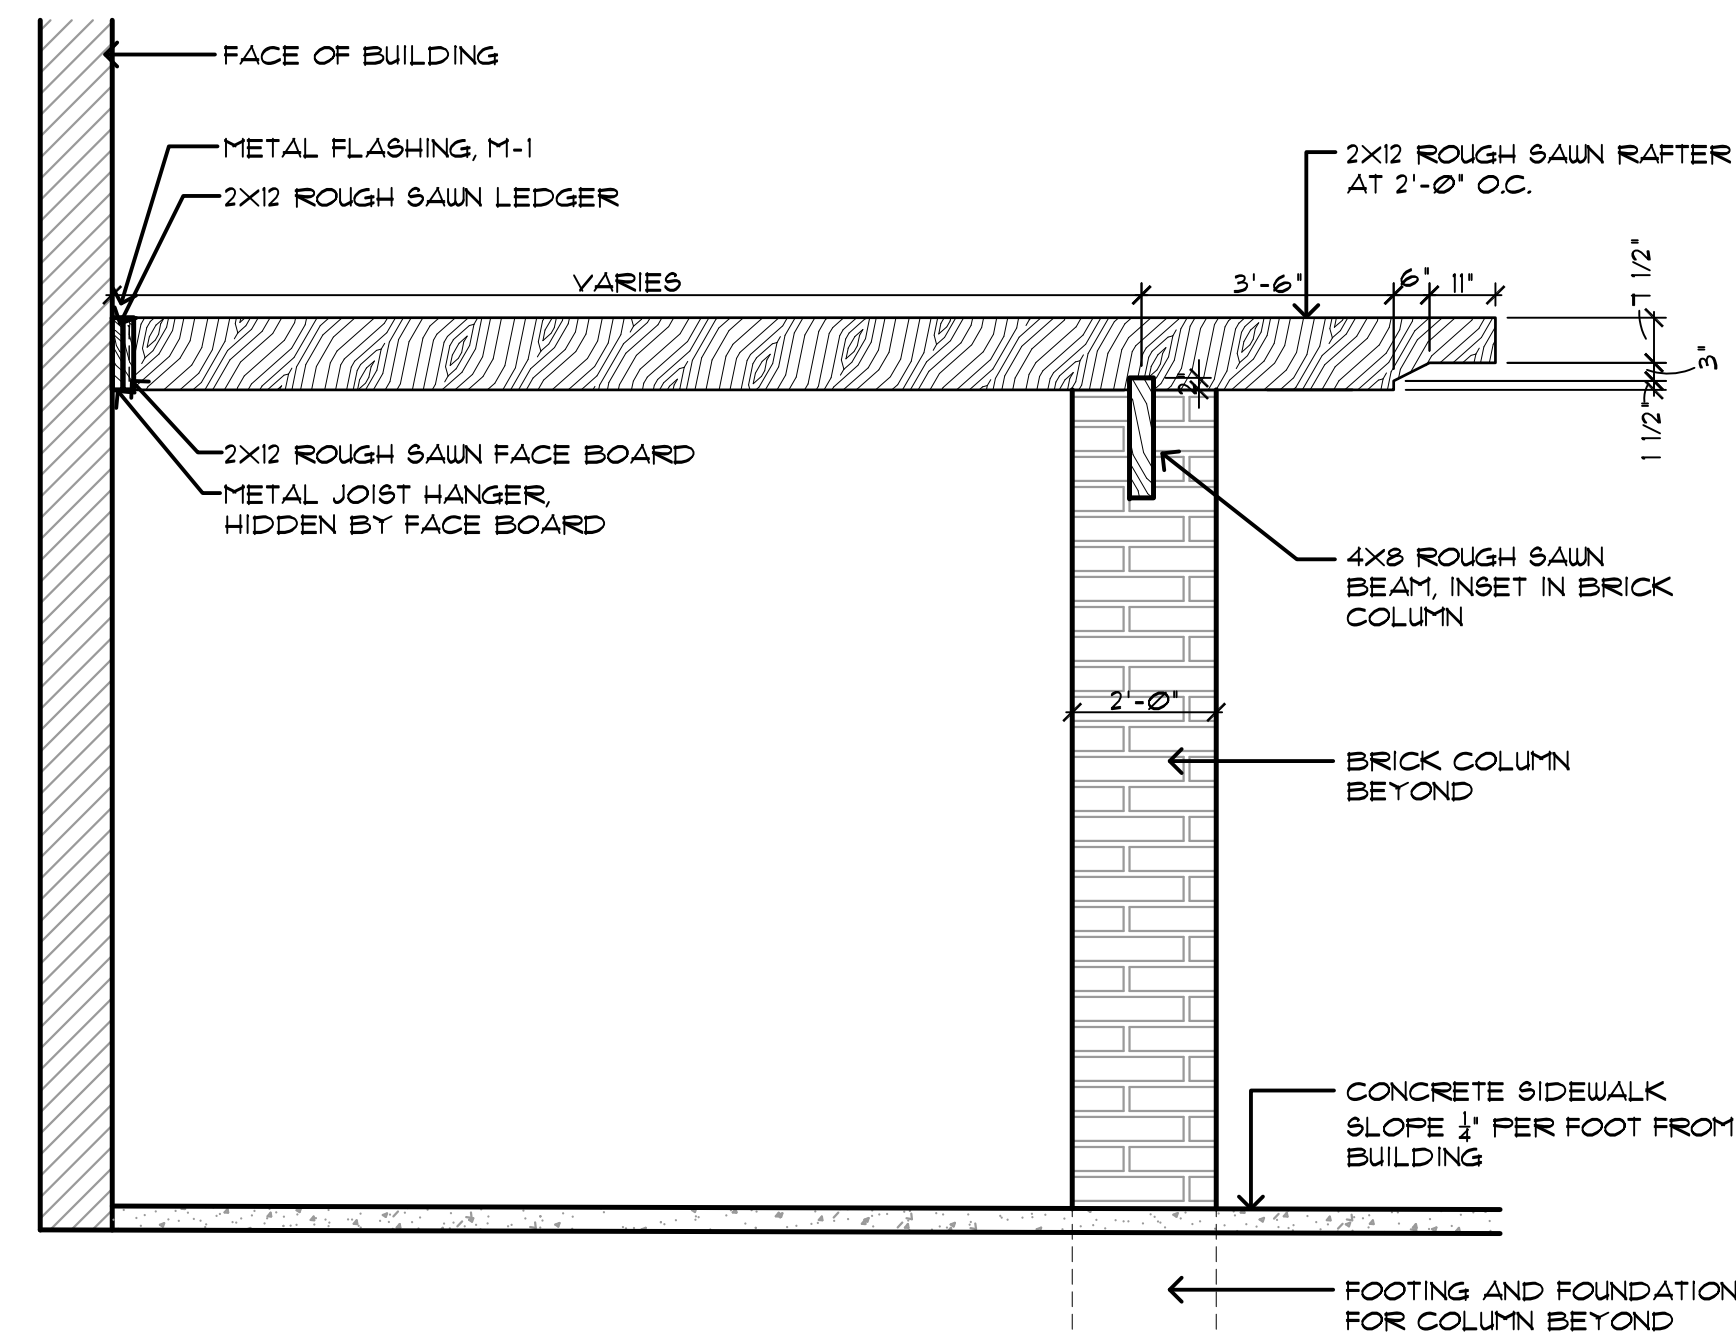 FACE OF BUILDING
METAL FLASHING, M-1
2X12 ROUGH SAWN LEDGER
2X12 ROUGH SAWN RAFTER
AT 2'-0" O.C.
VARIES
3'-6"
6"
11"
7 1/2"
3"
1 1/2"
2"
2X12 ROUGH SAWN FACE BOARD
METAL JOIST HANGER,
HIDDEN BY FACE BOARD
4X8 ROUGH SAWN
BEAM, INSET IN BRICK
COLUMN
2'-0"
BRICK COLUMN
BEYOND
CONCRETE SIDEWALK
SLOPE 1/4" PER FOOT FROM
BUILDING
FOOTING AND FOUNDATION
FOR COLUMN BEYOND